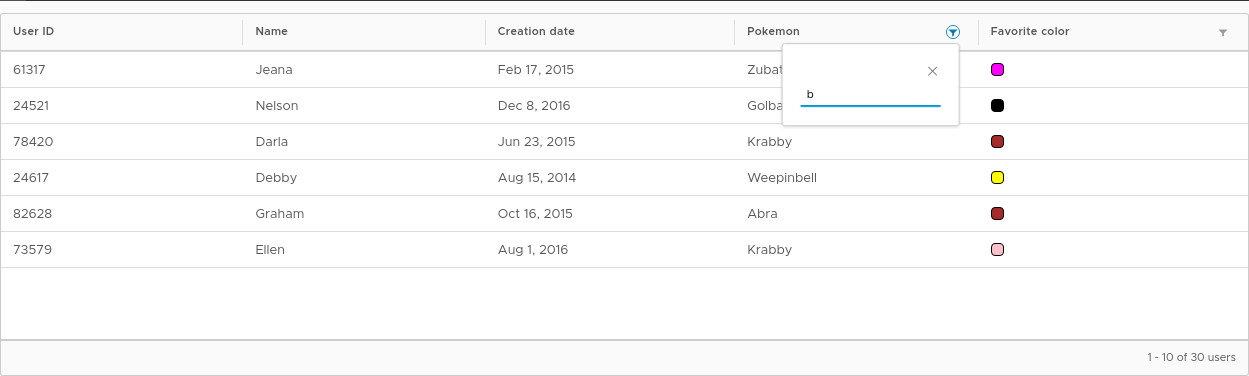 User ID Name Creation date Pokemon Favorite color
61317 Jeana Feb 17, 2015 Zubat
b
24521 Nelson Dec 8, 2016
78420 Darla Jun 23, 2015 Krabby
24617 Debby Aug 15, 2014 Weepinbell
82628 Graham Oct 16, 2015 Abra
73579 Ellen Aug 1, 2016 Krabby
1 - 10 of 30 users